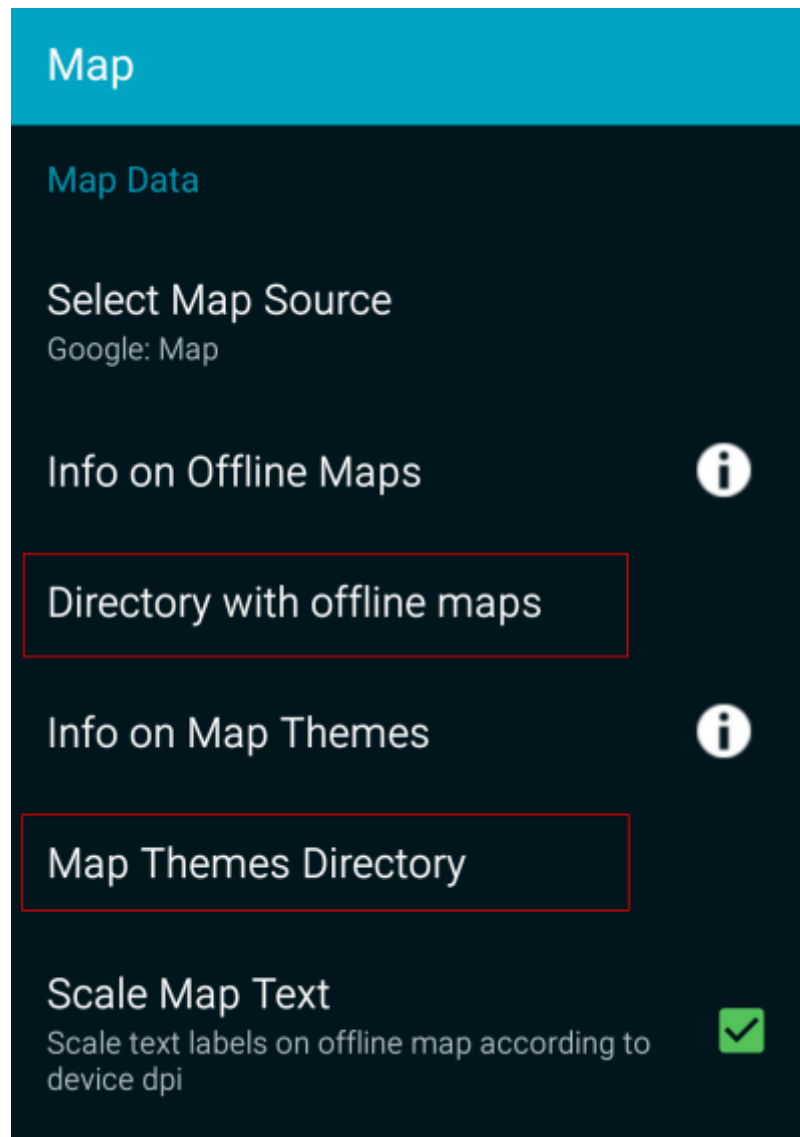 Map
Map Data
Select Map Source
Google: Map
Info on Offline Maps
Directory with offline maps
Info on Map Themes
Map Themes Directory
Scale Map Text
Scale text labels on offline map according to
device dpi